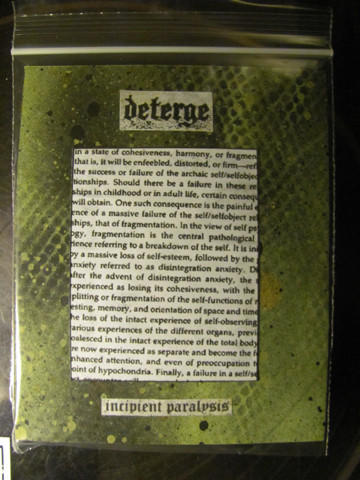 deterge
in a state of cohesiveness, harmony, or fragmen
that is, it will be enfeebled, distorted, or firm—refl
the success or failure of the archaic self/selfobjec
tionships. Should there be a failure in these re
ships in childhood or in adult life, certain consequ
will obtain. One such consequence is the painful e
ence of a massive failure of the self/selfobject rel
ships, that of fragmentation. In the view of self ps
ogy, fragmentation is the central pathological
rience referring to a breakdown of the self. It is in
by a massive loss of self-esteem, followed by the
anxiety referred to as disintegration anxiety. Du
after the advent of disintegration anxiety, the s
experienced as losing its cohesiveness, with the
splitting or fragmentation of the self-functions of r
esting, memory, and orientation of space and time
he loss of the intact experience of self-observing
arious experiences of the different organs, previ
oalesced in the intact experience of the total body
re now experienced as separate and become the f
nhanced attention, and even of preoccupation t
oint of hypochondria. Finally, a failure in a self/se
incipient paralysis